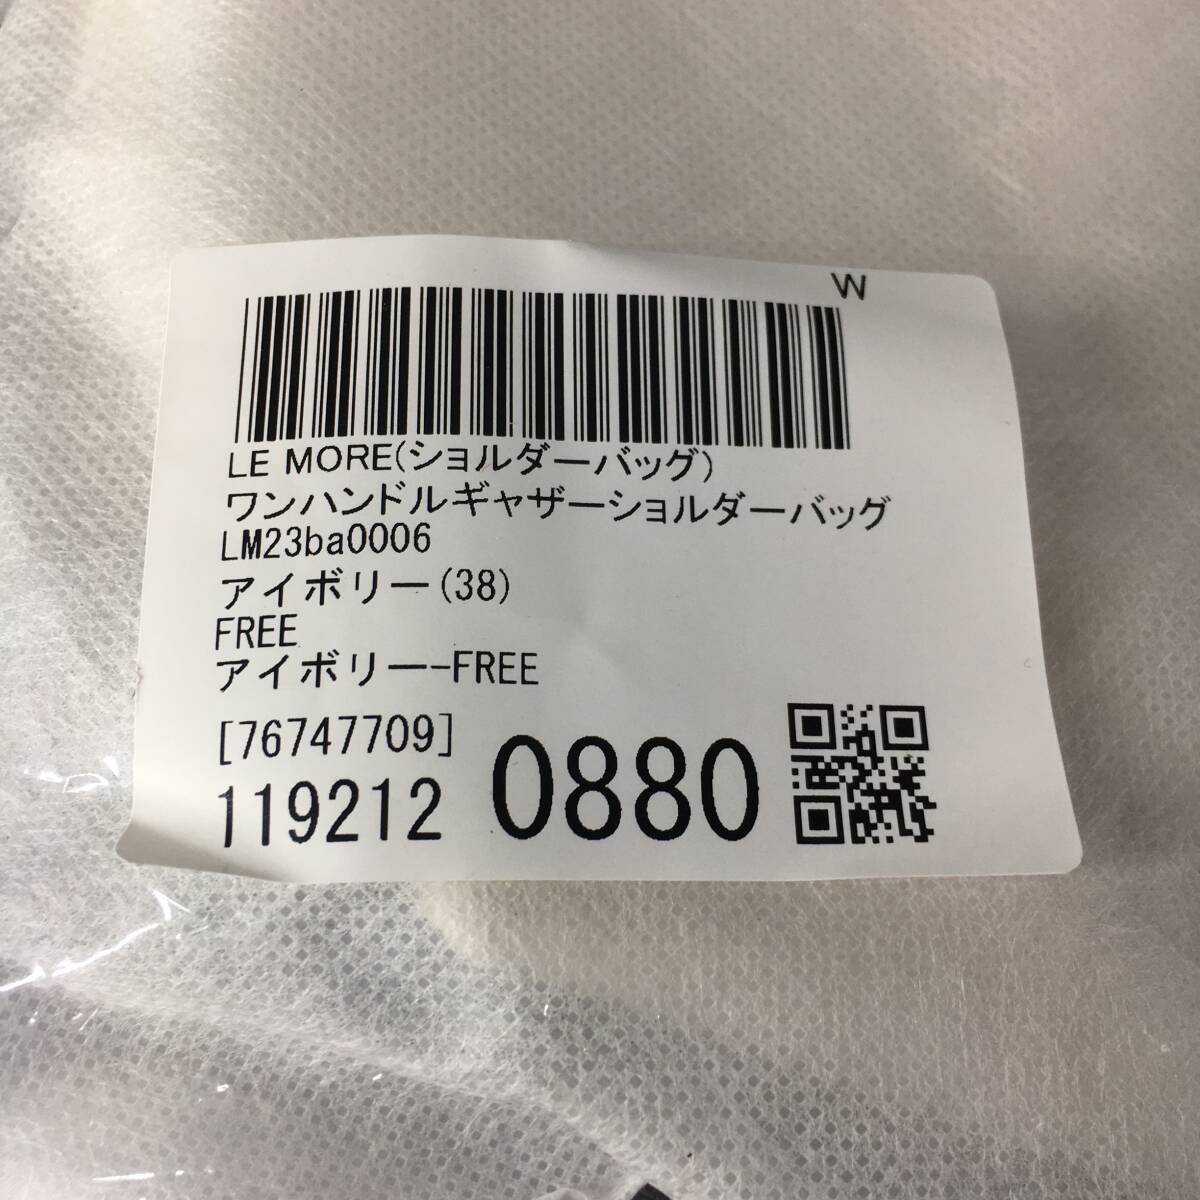 W
LE MORE(ショルダーバッグ)
ワンハンドルギャザーショルダーバッグ
LM23ba0006
アイボリー(38)
FREE
アイボリー-FREE
[76747709]
119212 0880